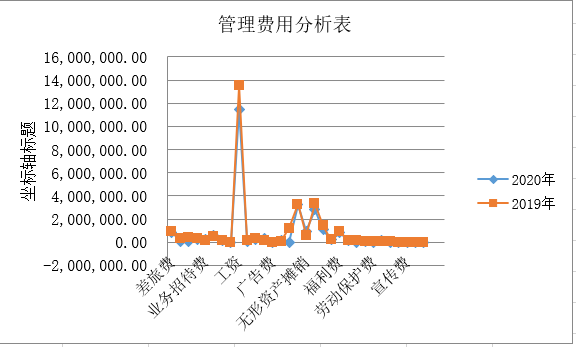 管理费用分析表
坐标轴标题
16,000,000.00
14,000,000.00
12,000,000.00
10,000,000.00
8,000,000.00
6,000,000.00
4,000,000.00
2,000,000.00
0.00
-2,000,000.00
差旅费
业务招待费
工资
广告费
无形资产摊销
福利费
劳动保护费
宣传费
2020年
2019年